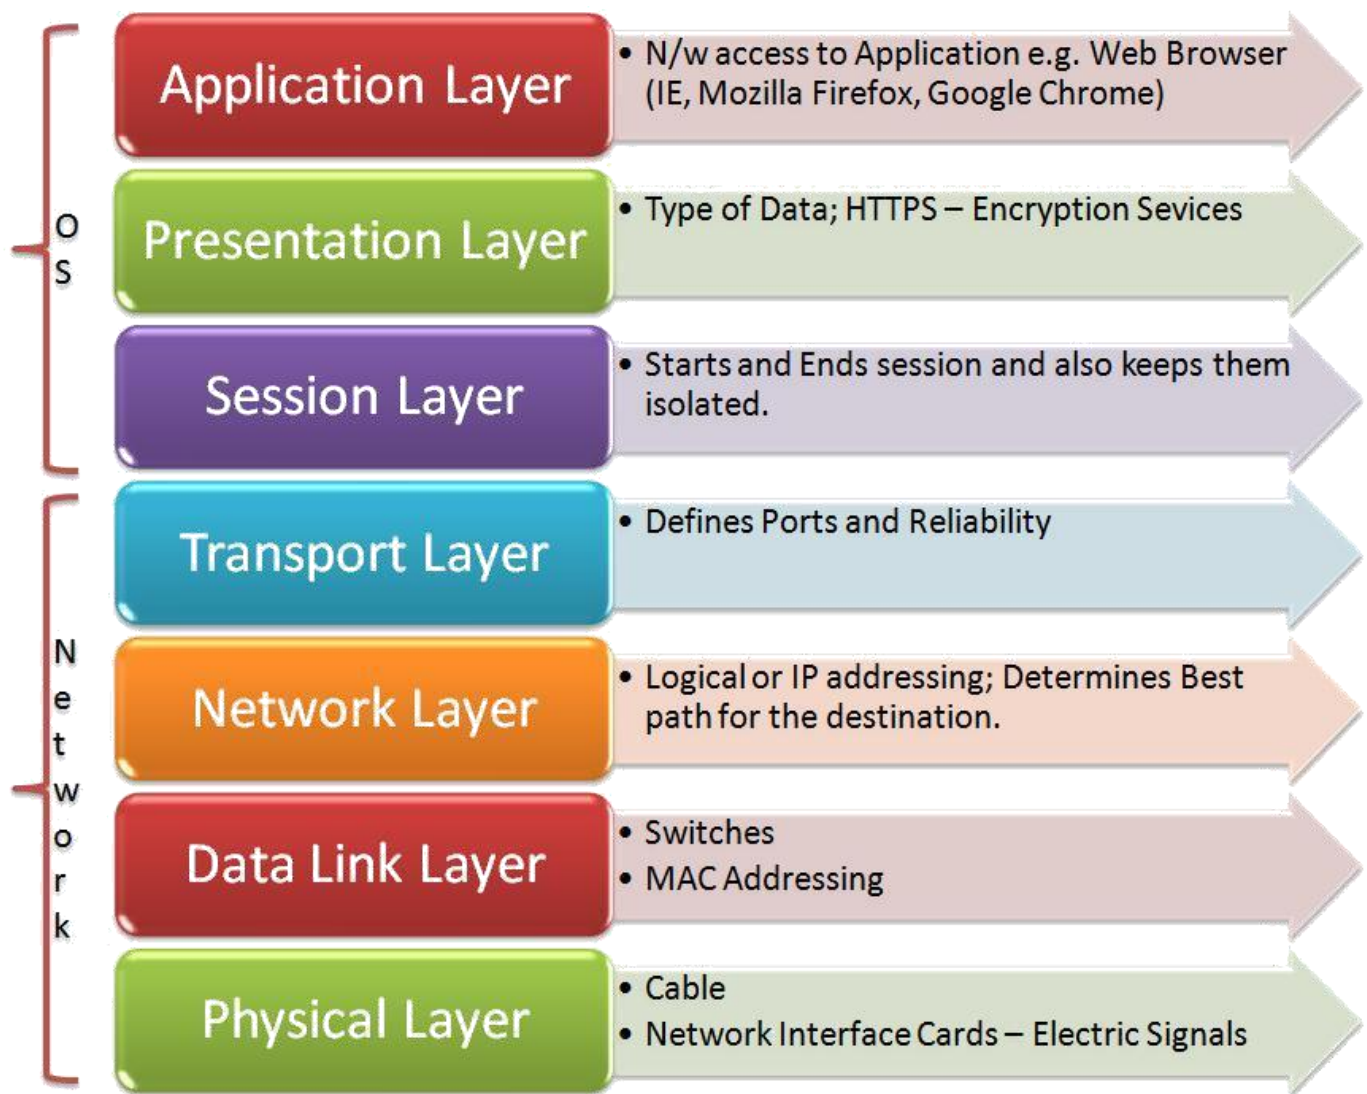 O
S
Application Layer
• N/w access to Application e.g. Web Browser
(IE, Mozilla Firefox, Google Chrome)
Presentation Layer
• Type of Data; HTTPS – Encryption Sevices
Session Layer
• Starts and Ends session and also keeps them
isolated.
N
e
t
w
o
r
k
Transport Layer
• Defines Ports and Reliability
Network Layer
• Logical or IP addressing; Determines Best
path for the destination.
Data Link Layer
• Switches
• MAC Addressing
Physical Layer
• Cable
• Network Interface Cards – Electric Signals